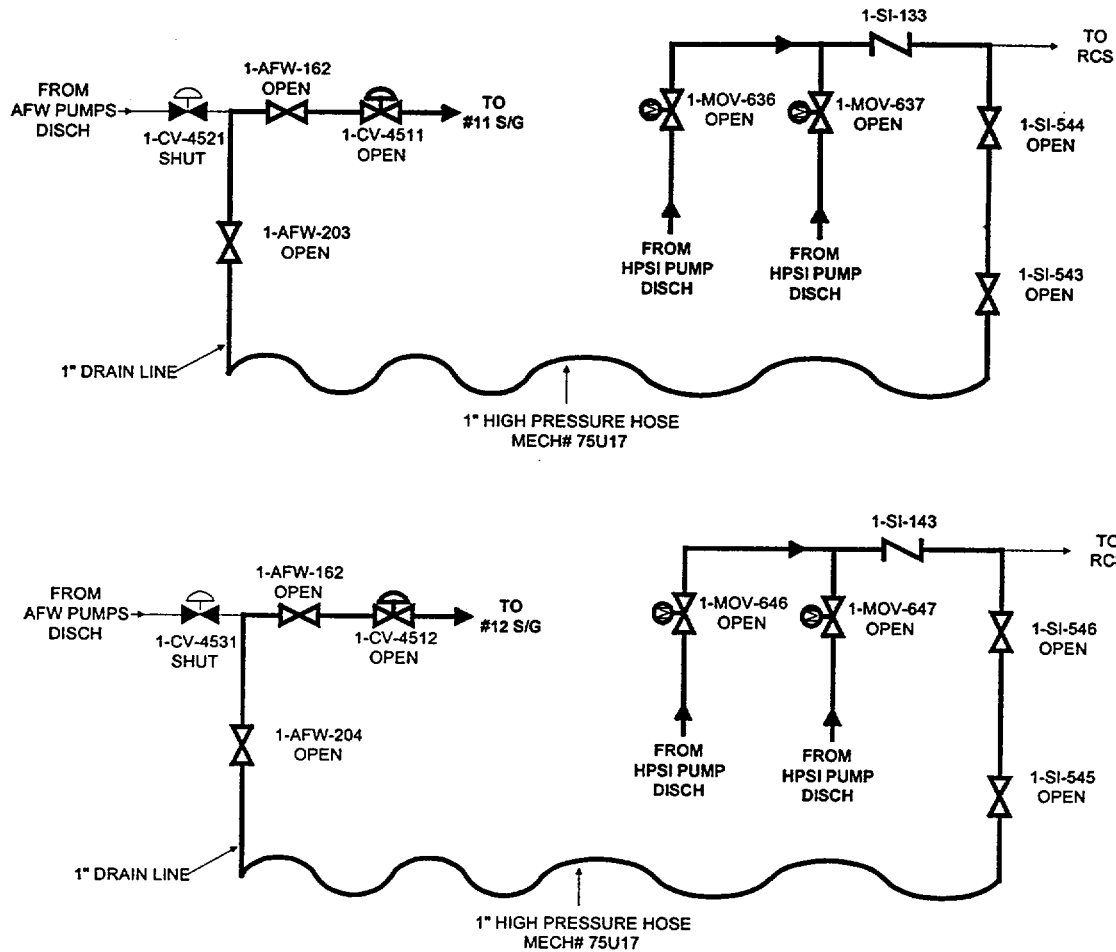 1-SI-133
TO
RCS
1-AFW-162
OPEN
FROM
AFW PUMPS
DISCH
TO
#11 S/G
1-CV-4521
SHUT
1-CV-4511
OPEN
1-MOV-636
OPEN
1-MOV-637
OPEN
1-SI-544
OPEN
1-AFW-203
OPEN
FROM
HPSI PUMP
DISCH
FROM
HPSI PUMP
DISCH
1-SI-543
OPEN
1" DRAIN LINE
1" HIGH PRESSURE HOSE
MECH# 75U17
1-SI-143
TO
RC
1-AFW-162
OPEN
FROM
AFW PUMPS
DISCH
TO
#12 S/G
1-CV-4531
SHUT
1-CV-4512
OPEN
1-MOV-646
OPEN
1-MOV-647
OPEN
1-SI-546
OPEN
1-AFW-204
OPEN
FROM
HPSI PUMP
DISCH
FROM
HPSI PUMP
DISCH
1-SI-545
OPEN
1" DRAIN LINE
1" HIGH PRESSURE HOSE
MECH# 75U17